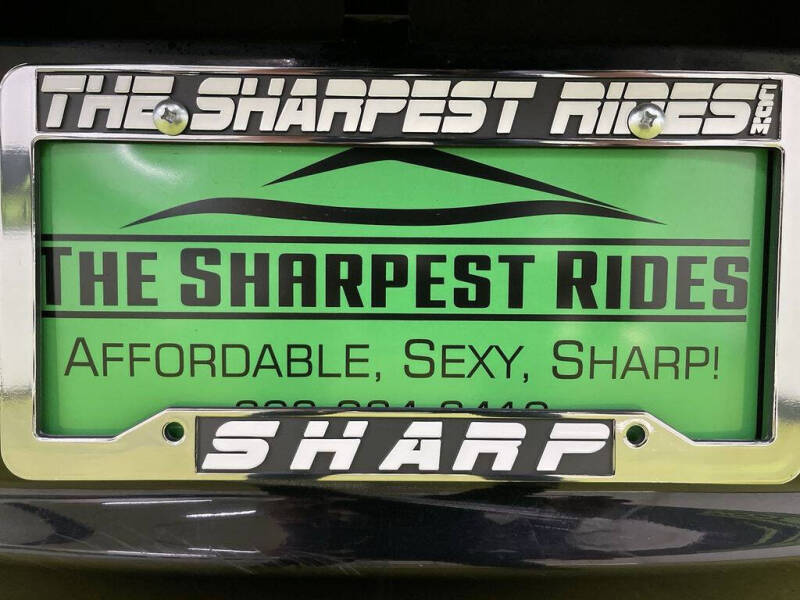 THE SHARPEST RIDES .COM
THE SHARPEST RIDES
AFFORDABLE, SEXY, SHARP!
SHARP